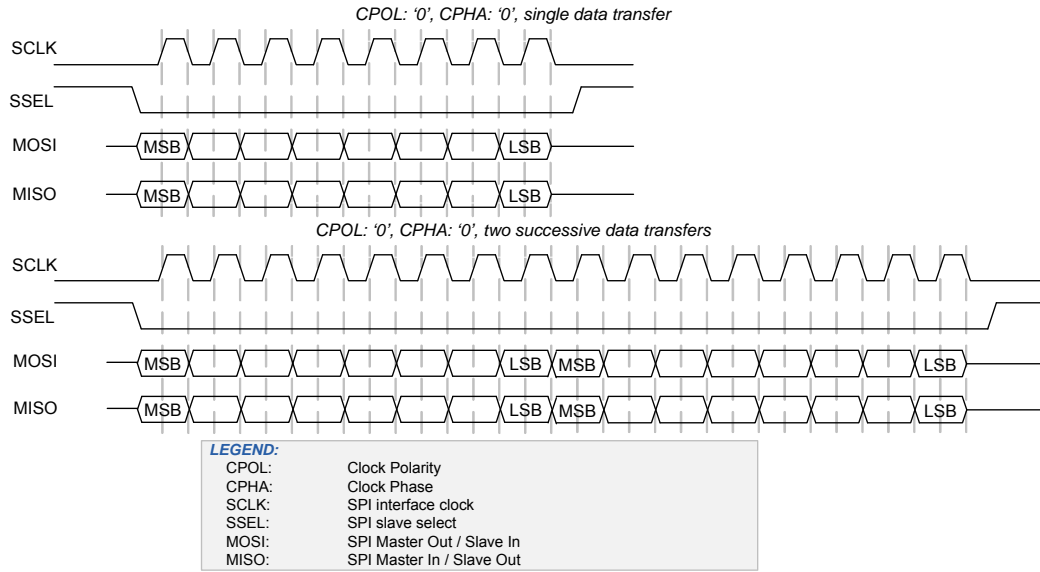 CPOL: ‘0’, CPHA: ‘0’, single data transfer
SCLK
SSEL
MOSI MSB LSB
MISO MSB LSB
CPOL: ‘0’, CPHA: ‘0’, two successive data transfers
SCLK
SSEL
MOSI MSB LSB MSB LSB
MISO MSB LSB MSB LSB
LEGEND:
CPOL: Clock Polarity
CPHA: Clock Phase
SCLK: SPI interface clock
SSEL: SPI slave select
MOSI: SPI Master Out / Slave In
MISO: SPI Master In / Slave Out